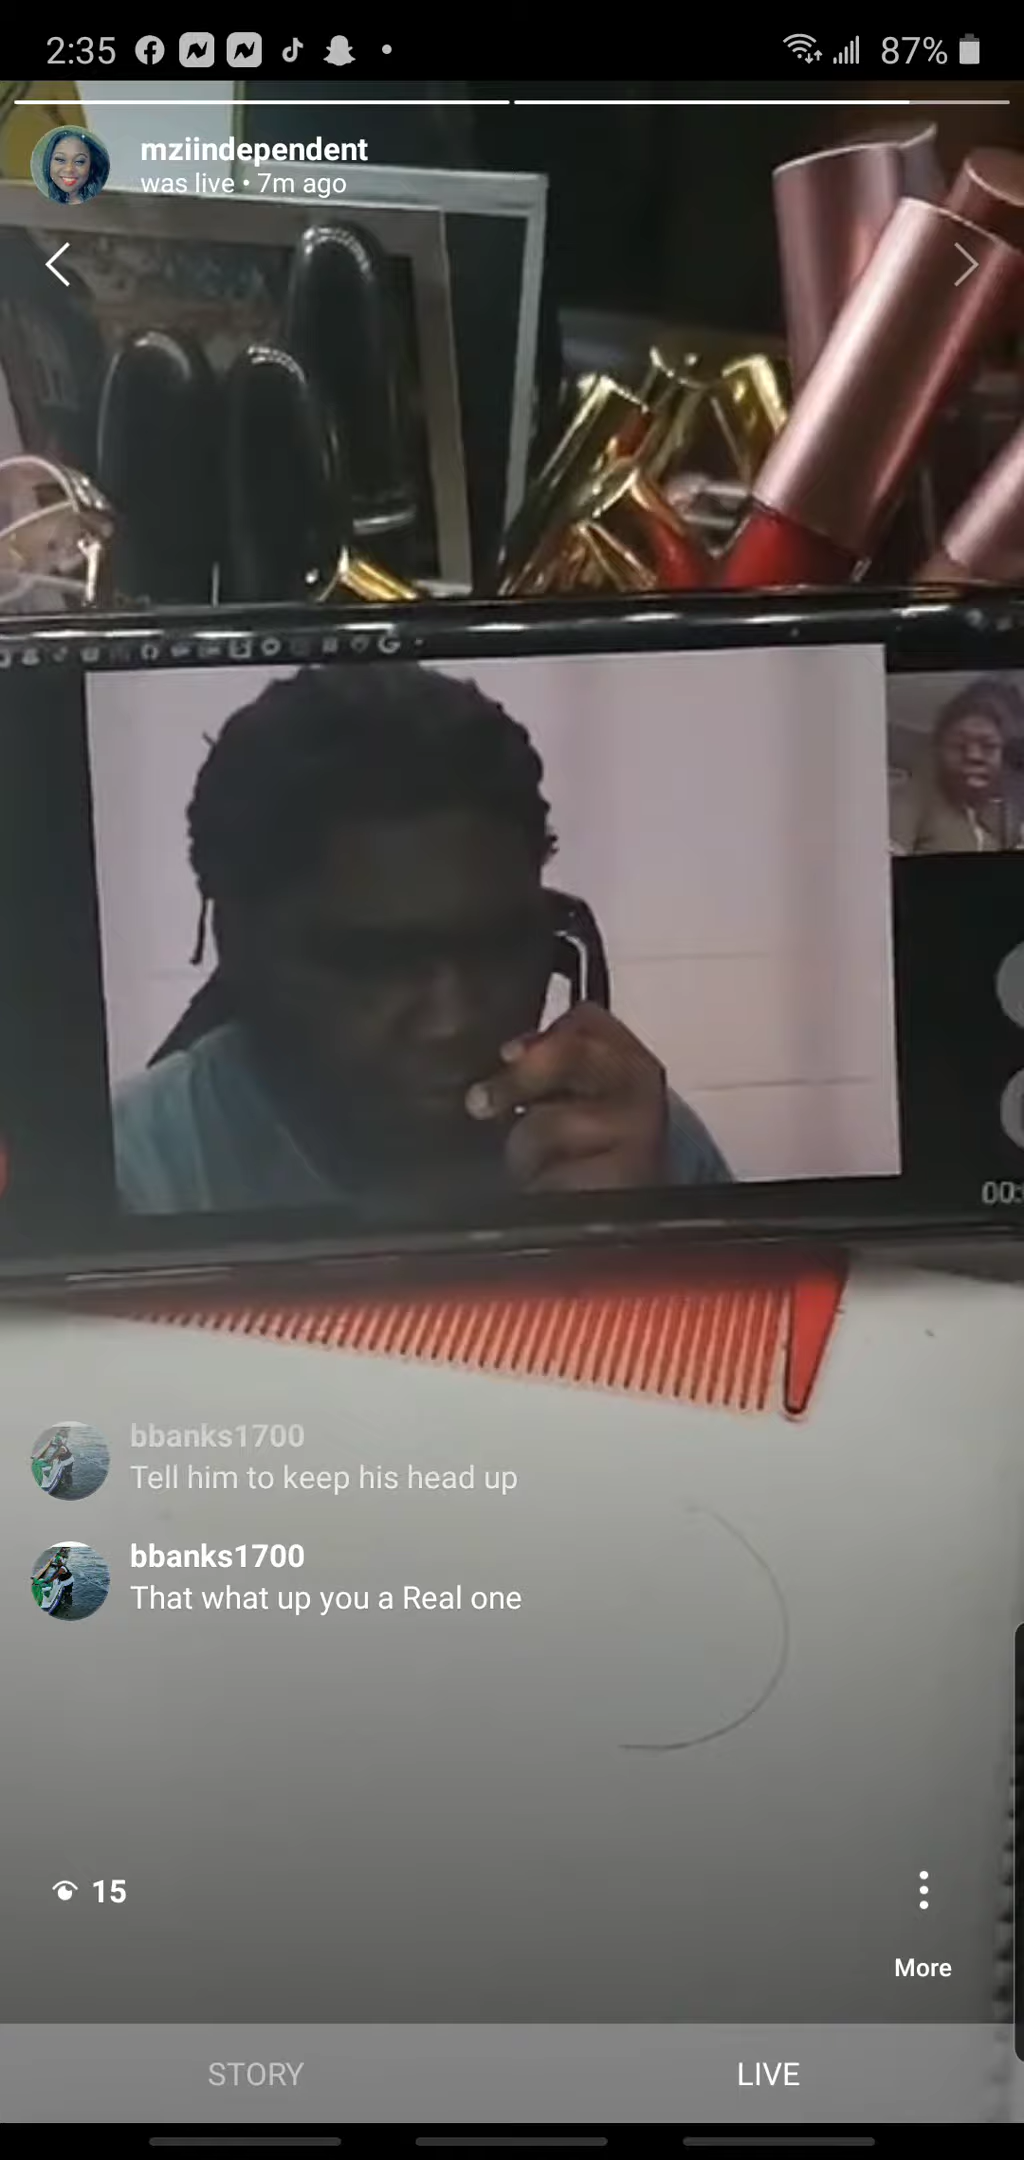 2:35
87%
mziindependent
was live • 7m ago
G
00:
bbanks1700
Tell him to keep his head up
bbanks1700
That what up you a Real one
15
More
STORY
LIVE